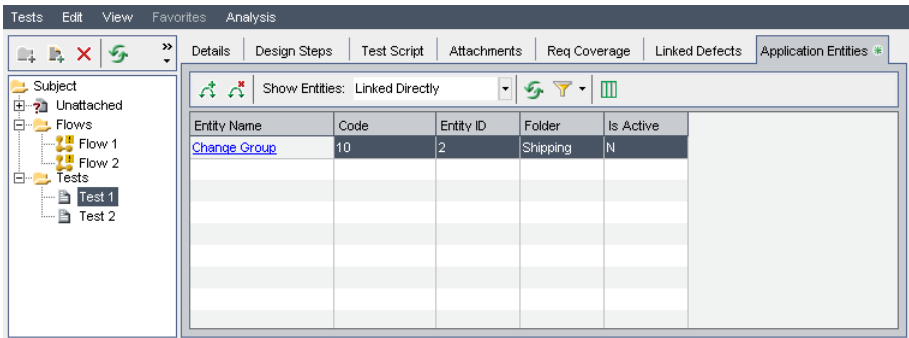 Tests Edit View Favorites Analysis
» Details Design Steps Test Script Attachments Req Coverage Linked Defects Application Entities *
Subject
Unattached
Flows
Flow 1
Flow 2
Tests
Test 1
Test 2
Show Entities: Linked Directly
Entity Name Code Entity ID Folder Is Active
Change Group 10 2 Shipping N